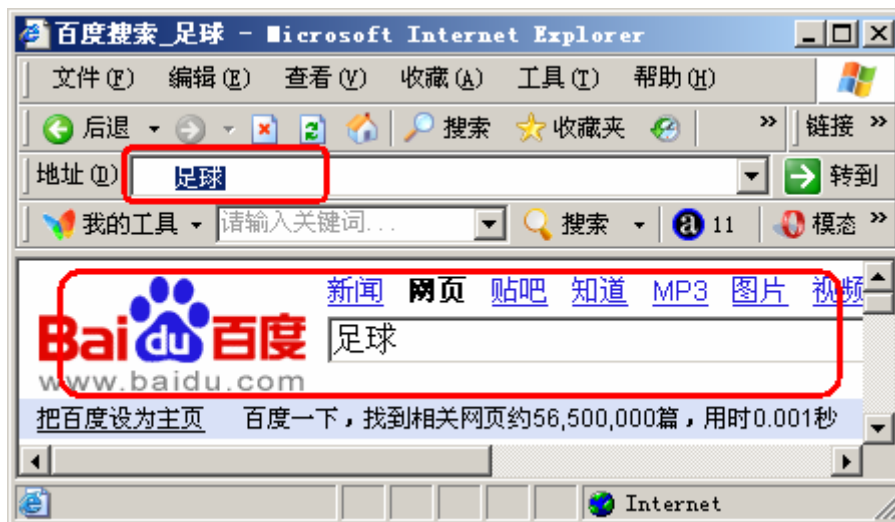 百度搜索_足球 - Microsoft Internet Explorer
文件(F) 编辑(E) 查看(V) 收藏(A) 工具(T) 帮助(H)
后退 搜索 收藏夹 » 链接 »
地址(D) 足球 转到
我的工具 请输入关键词... 搜索 a 11 模态 »
新闻 网页 贴吧 知道 MP3 图片 视频
Bai du 百度 足球
www.baidu.com
把百度设为主页 百度一下，找到相关网页约56,500,000篇，用时0.001秒
Internet